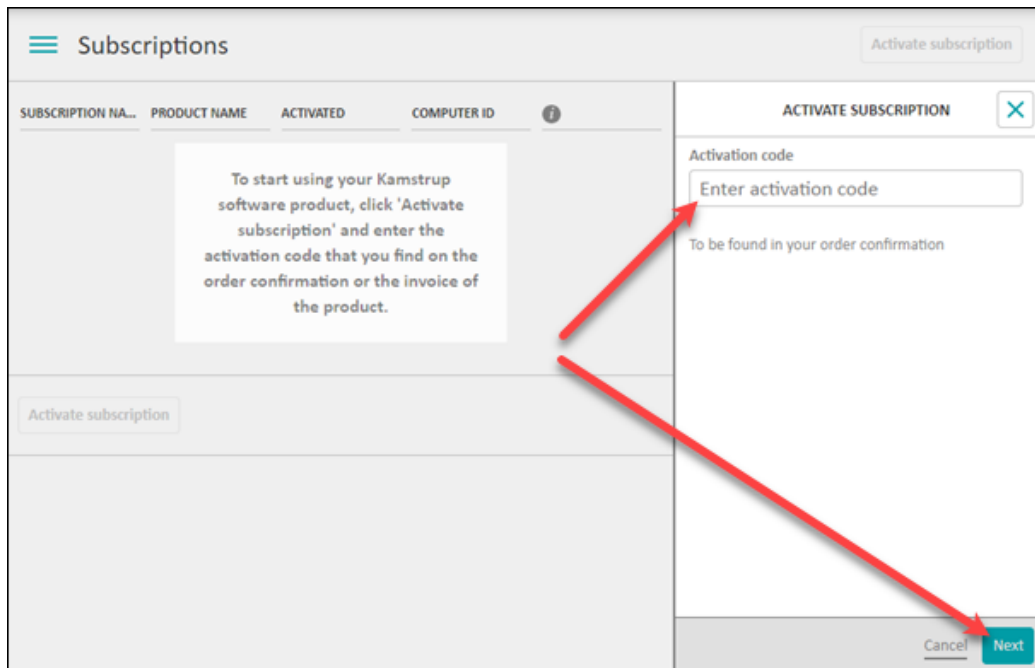 Subscriptions
Activate subscription
SUBSCRIPTION NA... PRODUCT NAME ACTIVATED COMPUTER ID
To start using your Kamstrup
software product, click 'Activate
subscription' and enter the
activation code that you find on the
order confirmation or the invoice of
the product.
Activate subscription
ACTIVATE SUBSCRIPTION
Activation code
Enter activation code
To be found in your order confirmation
Cancel Next